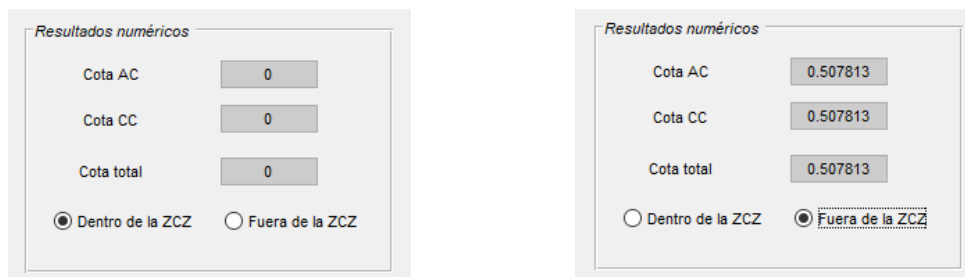 Resultados numéricos
Cota AC 0
Cota CC 0
Cota total 0
Dentro de la ZCZ Fuera de la ZCZ
Resultados numéricos
Cota AC 0.507813
Cota CC 0.507813
Cota total 0.507813
Dentro de la ZCZ Fuera de la ZCZ